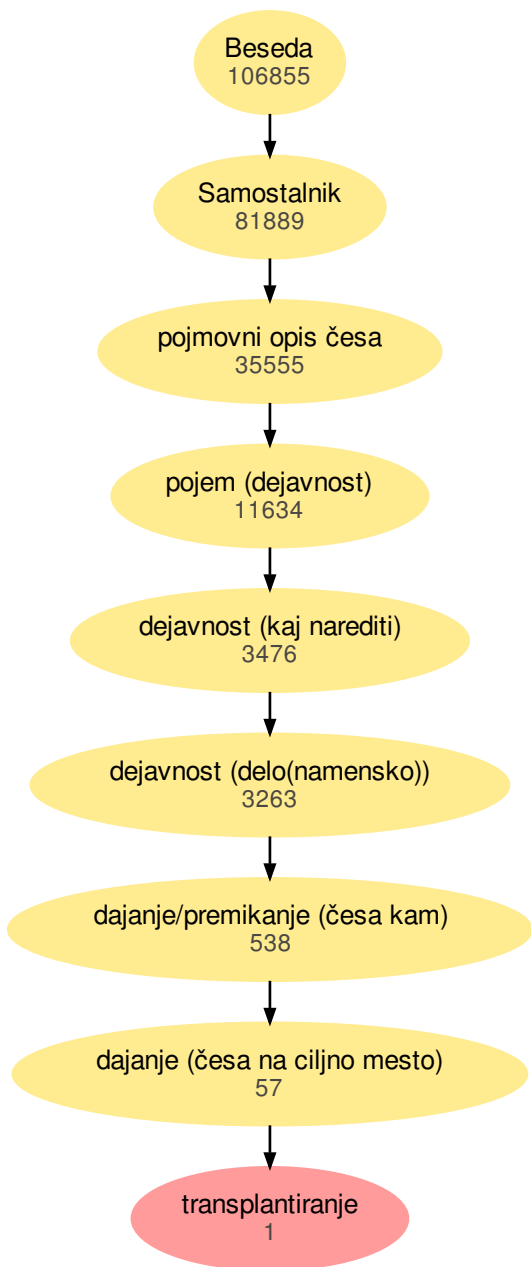 Beseda
106855
Samostalnik
81889
pojmovni opis česa
35555
pojem (dejavnost)
11634
dejavnost (kaj narediti)
3476
dejavnost (delo(namensko))
3263
dajanje/premikanje (česa kam)
538
dajanje (česa na ciljno mesto)
57
transplantiranje
1